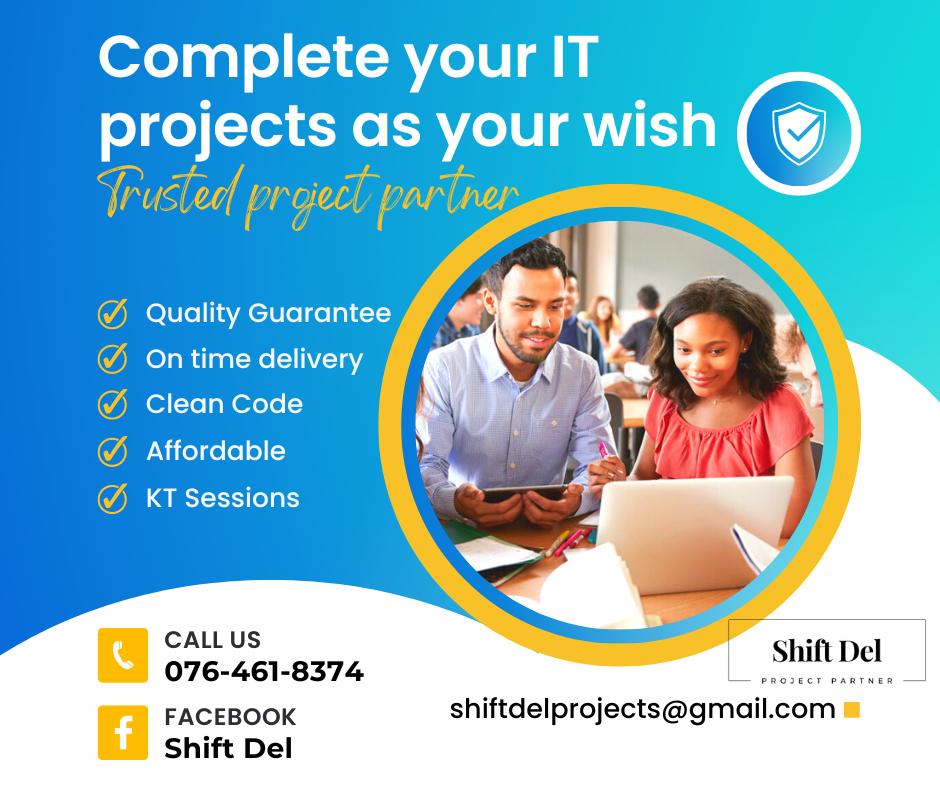 Complete your IT
projects as your wish
Trusted project partner
Quality Guarantee
On time delivery
Clean Code
Affordable
KT Sessions
CALL US
076-461-8374
FACEBOOK
Shift Del
Shift Del
PROJECT PARTNER
shiftdelprojects@gmail.com